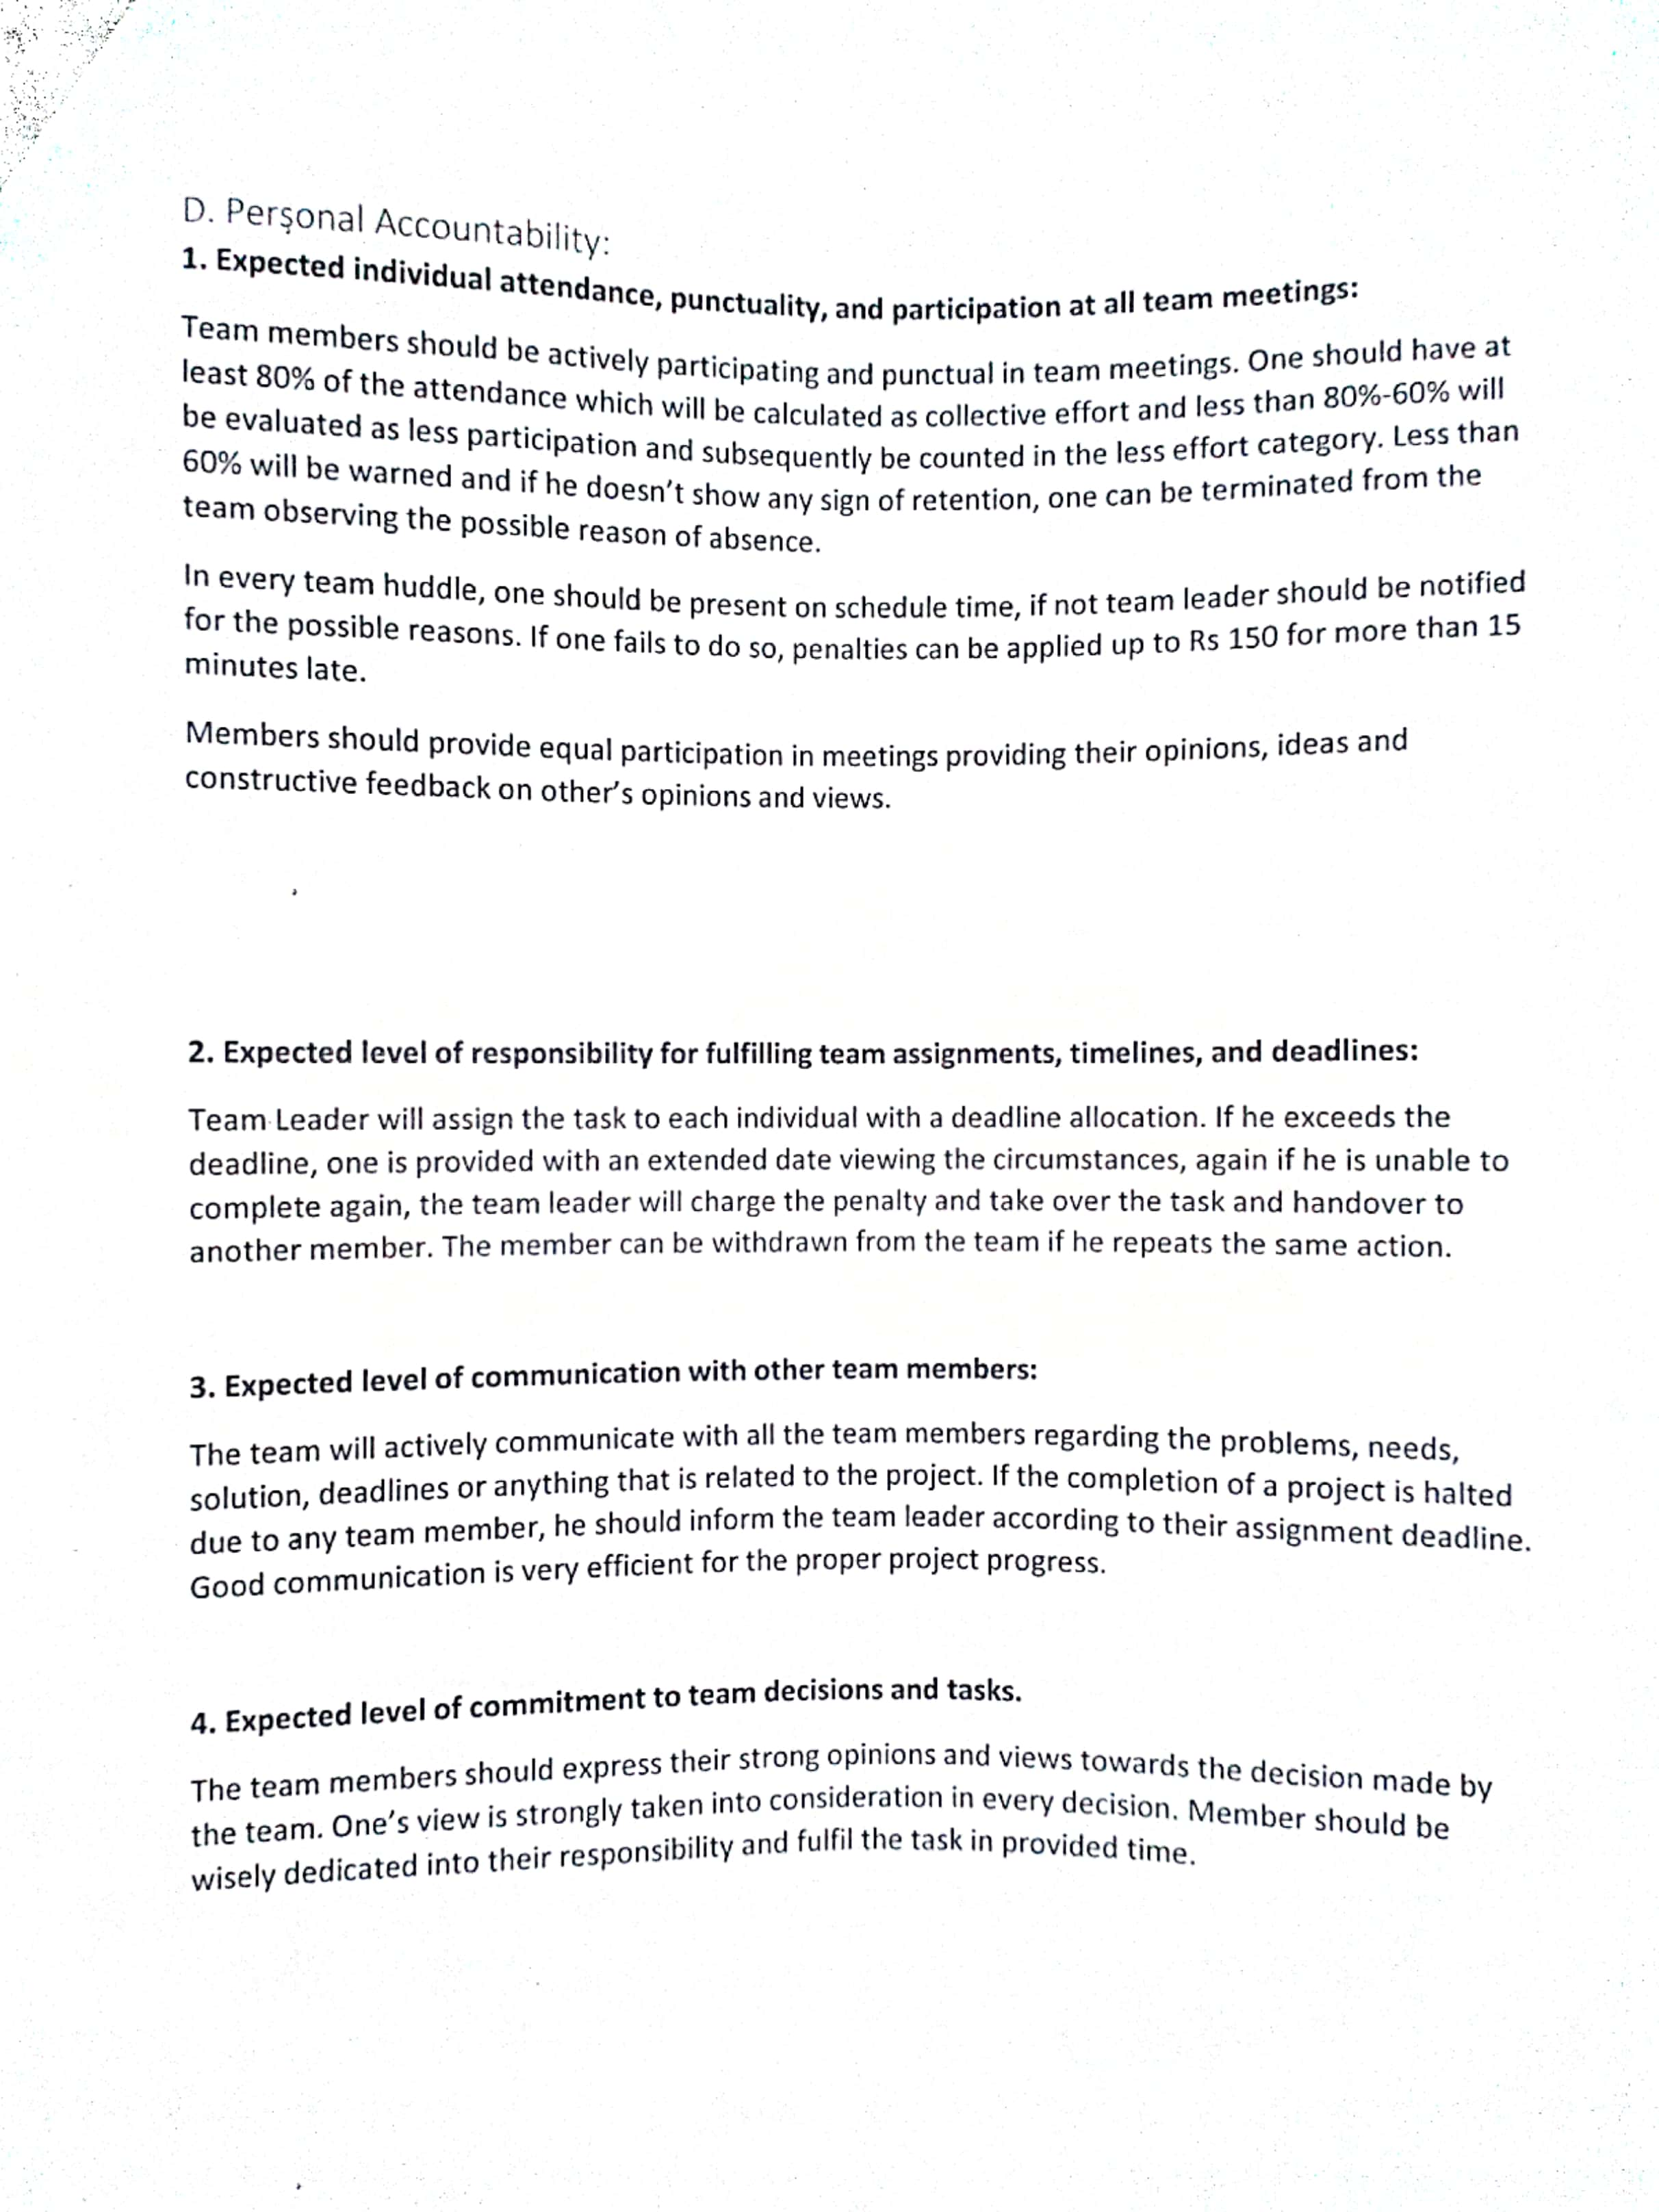 D. Personal Accountability:
1. Expected individual attendance, punctuality, and participation at all team meetings:
Team members should be actively participating and punctual in team meetings. One should have at
least 80% of the attendance which will be calculated as collective effort and less than 80%-60% will
be evaluated as less participation and subsequently be counted in the less effort category. Less than
60% will be warned and if he doesn't show any sign of retention, one can be terminated from the
team observing the possible reason of absence.
In every team huddle, one should be present on schedule time, if not team leader should be notified
for the possible reasons. If one fails to do so, penalties can be applied up to Rs 150 for more than 15
minutes late.
Members should provide equal participation in meetings providing their opinions, ideas and
constructive feedback on other's opinions and views.
2. Expected level of responsibility for fulfilling team assignments, timelines, and deadlines:
Team Leader will assign the task to each individual with a deadline allocation. If he exceeds the
deadline, one is provided with an extended date viewing the circumstances, again if he is unable to
complete again, the team leader will charge the penalty and take over the task and handover to
another member. The member can be withdrawn from the team if he repeats the same action.
3. Expected level of communication with other team members:
The team will actively communicate with all the team members regarding the problems, needs,
solution, deadlines or anything that is related to the project. If the completion of a project is halted
due to any team member, he should inform the team leader according to their assignment deadline.
Good communication is very efficient for the proper project progress.
4. Expected level of commitment to team decisions and tasks.
The team members should express their strong opinions and views towards the decision made by
the team. One's view is strongly taken into consideration in every decision. Member should be
wisely dedicated into their responsibility and fulfil the task in provided time.